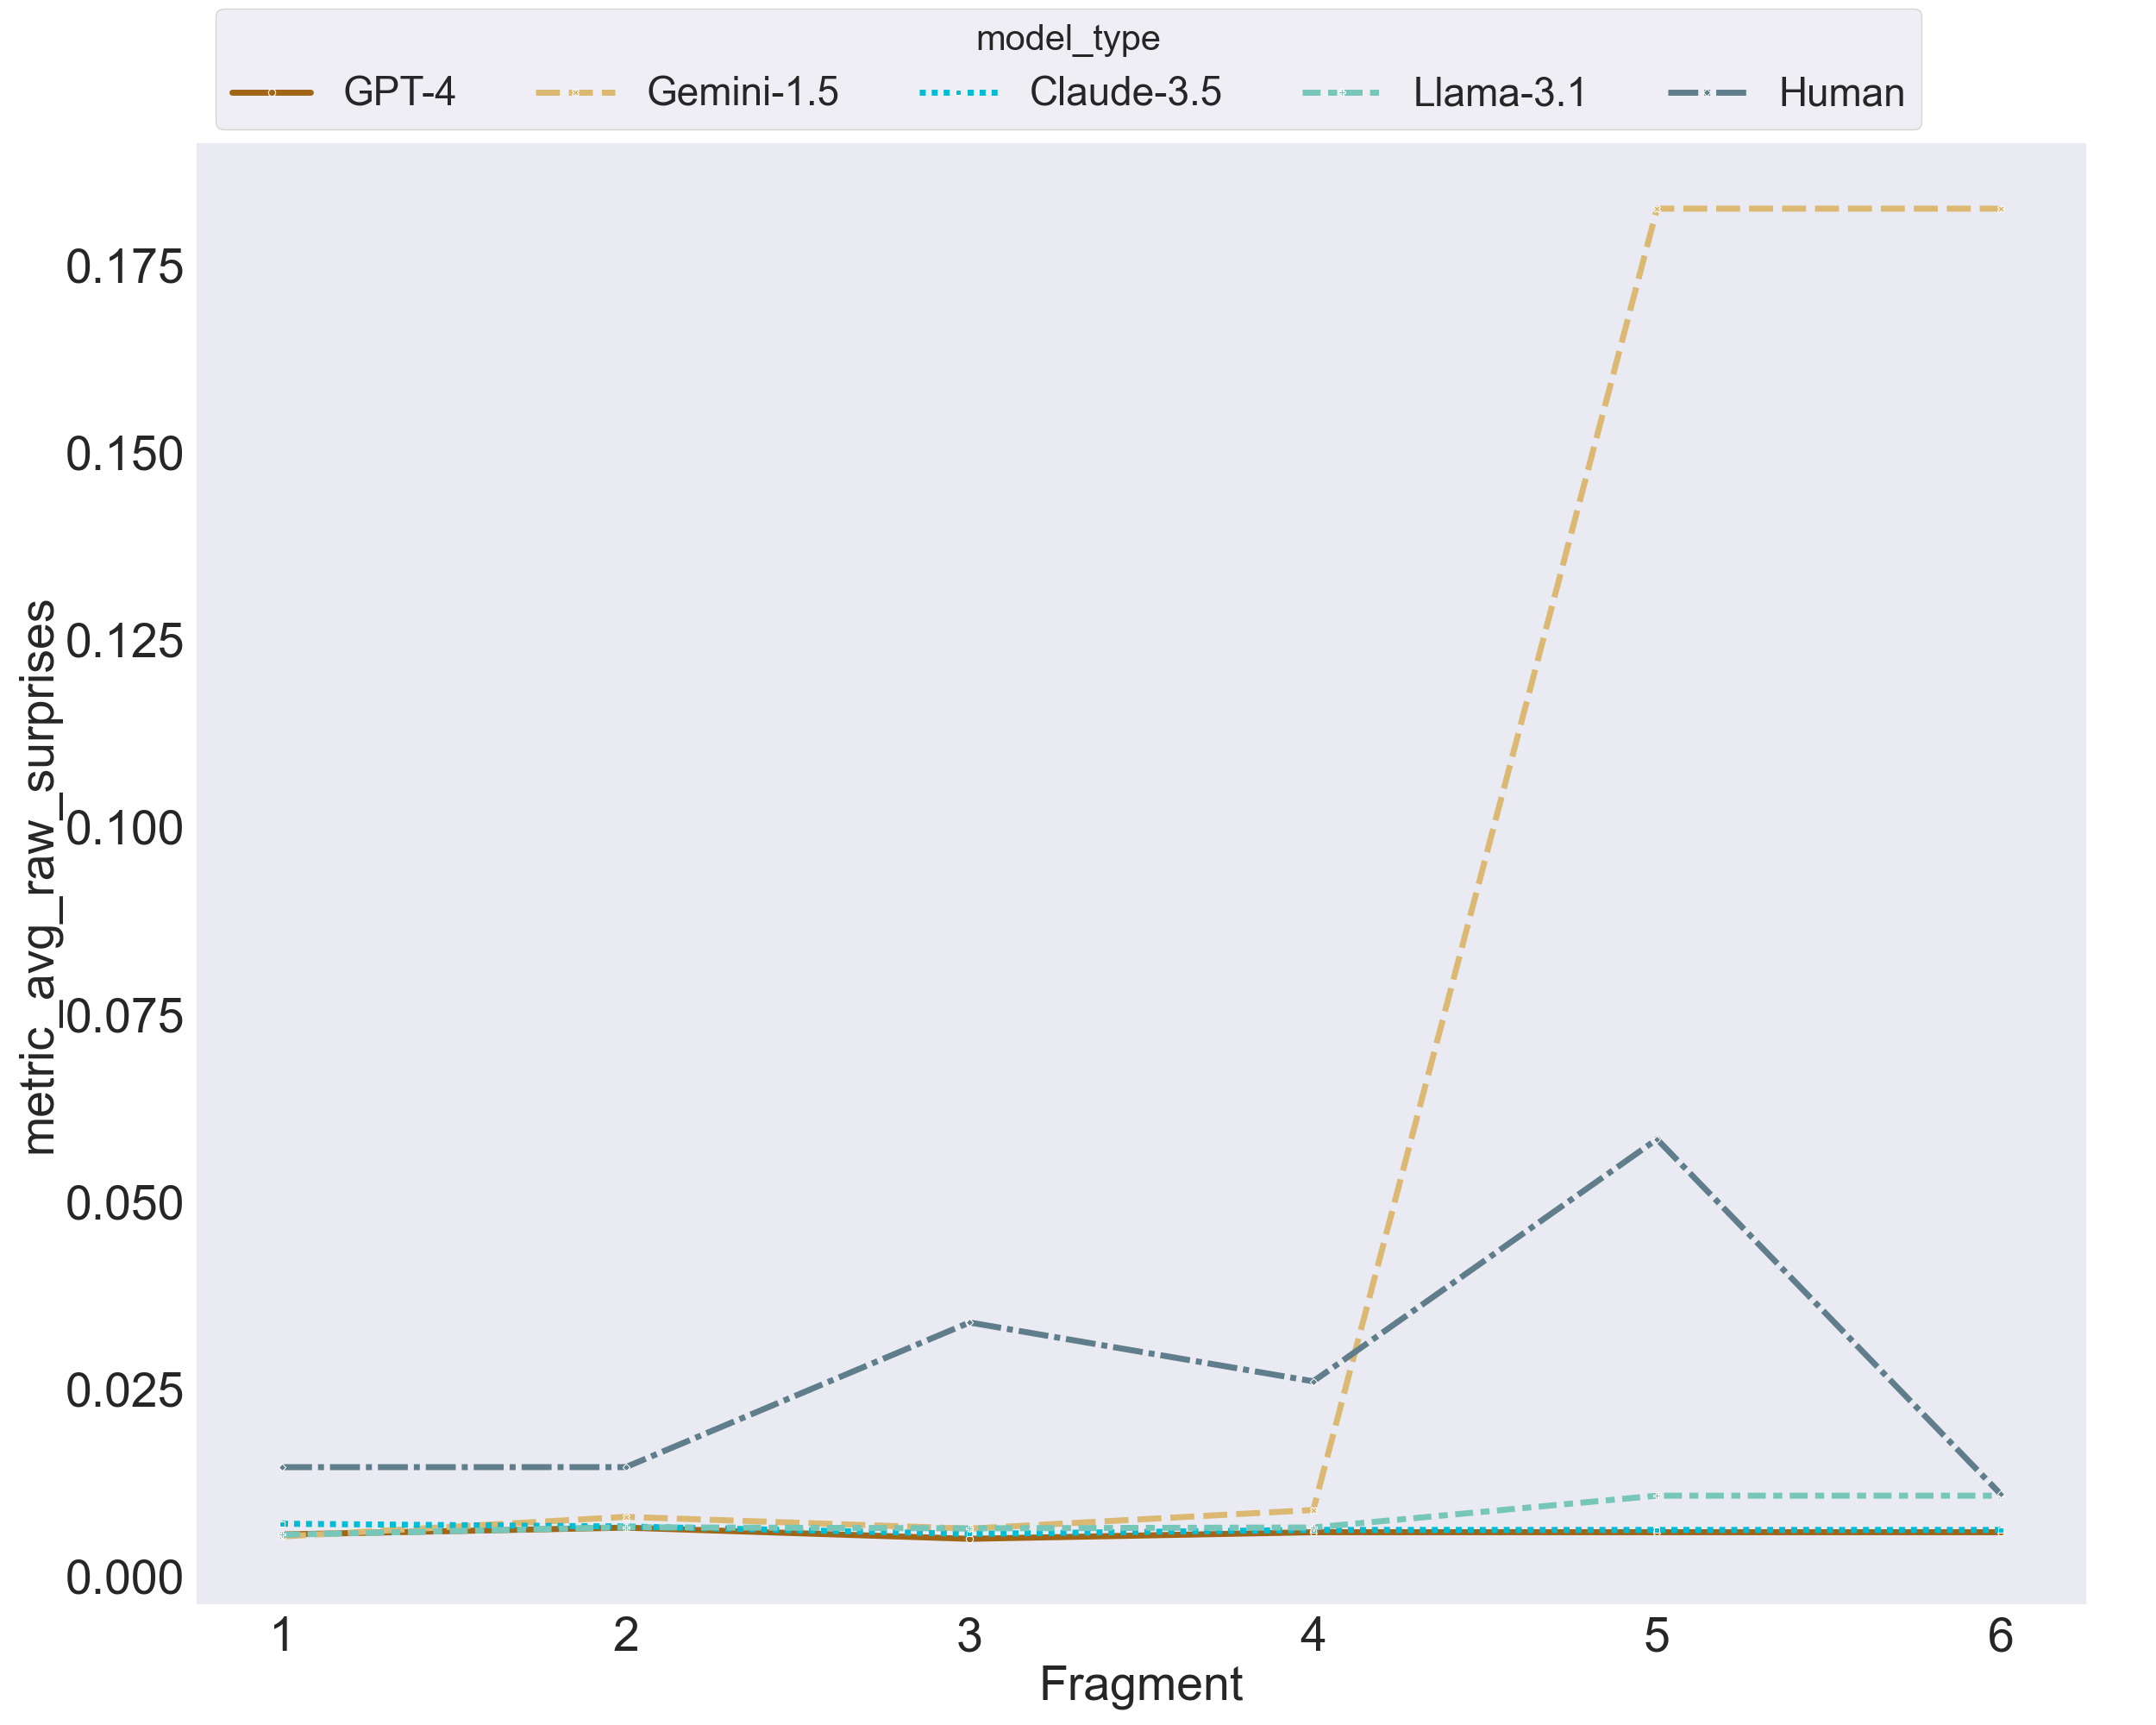 model_type
GPT-4 Gemini-1.5 Claude-3.5 Llama-3.1 Human
metric_avg_raw_surprises
0.175
0.150
0.125
0.100
0.075
0.050
0.025
0.000
1 2 3 4 5 6
Fragment